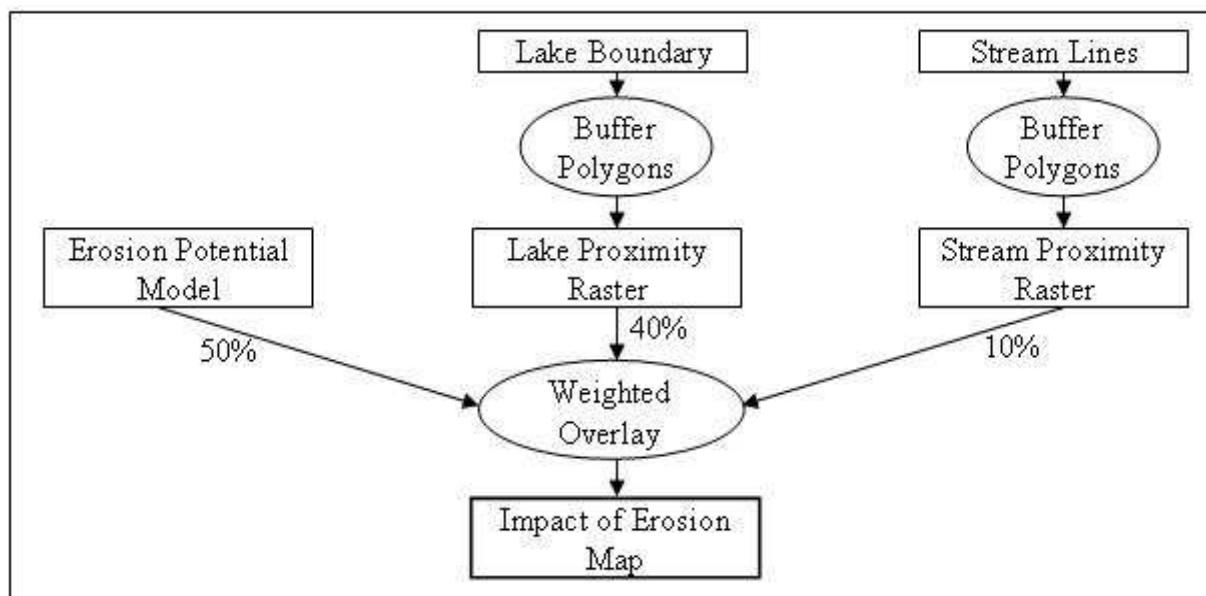 Lake Boundary
Stream Lines
Buffer
Polygons
Buffer
Polygons
Erosion Potential
Model
Lake Proximity
Raster
Stream Proximity
Raster
50%
40%
10%
Weighted
Overlay
Impact of Erosion
Map